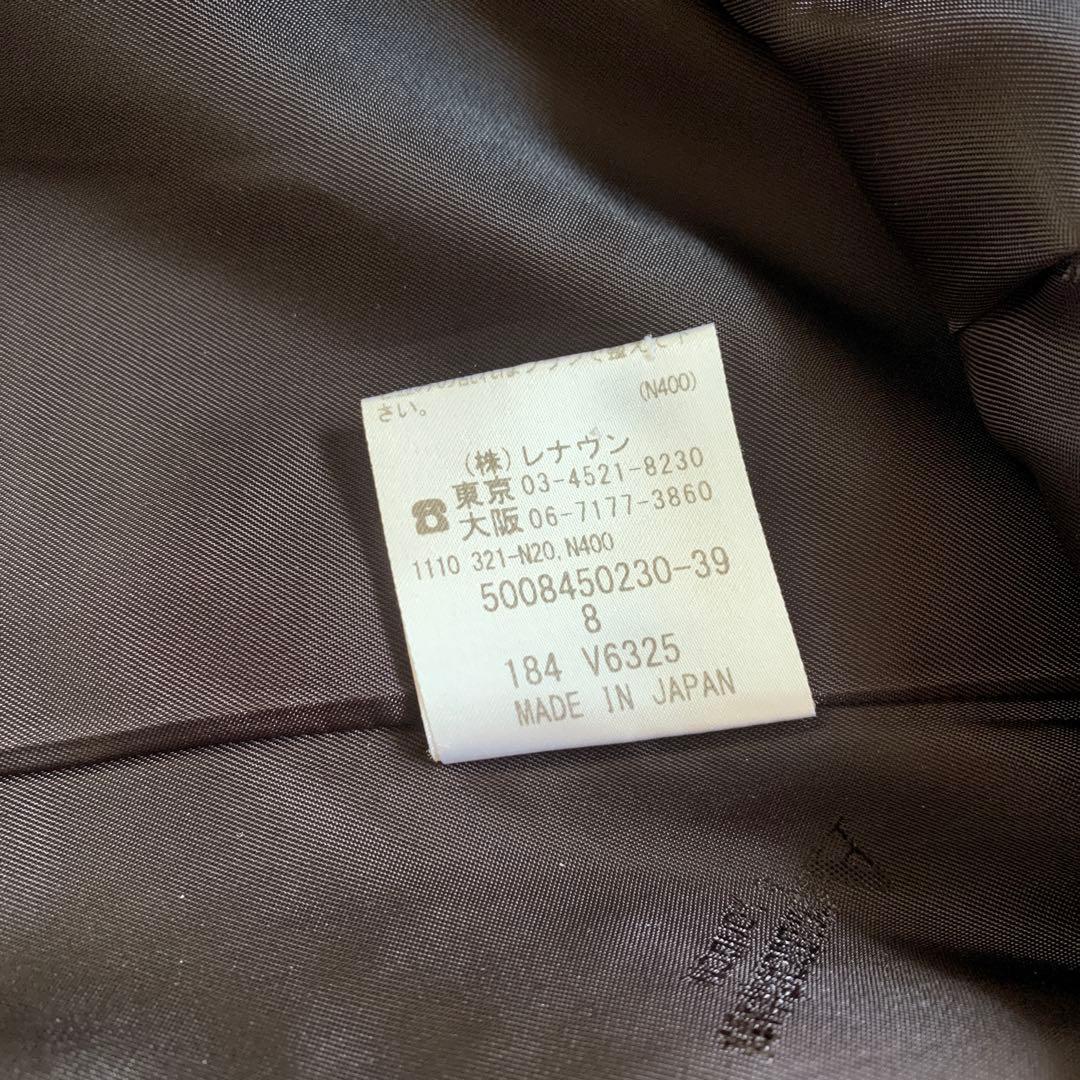 さい。
(N400)
(株)レナウン
☎ 東京 03-4521-8230
大阪 06-7177-3860
1110 321-N20, N400
5008450230-39
8
184 V6325
MADE IN JAPAN